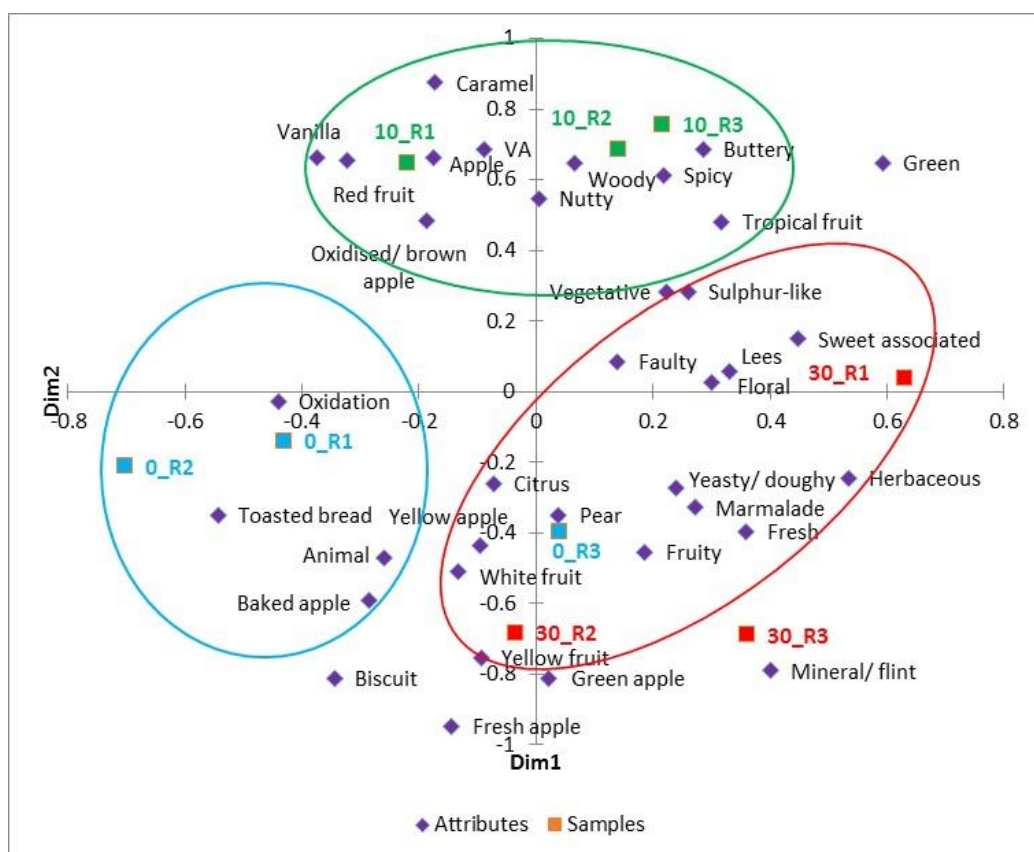 1
Caramel
0.8
10_R2
10_R3
Vanilla
10_R1
VA
Buttery
Apple
Green
0.6
Woody
Spicy
Red fruit
Nutty
Tropical fruit
Oxidised/ brown
apple
0.4
Vegetative
Sulphur-like
0.2
Sweet associated
Lees
Faulty
30_R1
Floral
Dim2
0
Oxidation
-0.8
-0.6
-0.4
-0.2
0
0.2
0.4
0.6
0.8
0_R1
0_R2
-0.2
Citrus
Yeasty/ doughy
Herbaceous
Marmalade
Toasted bread
Yellow apple
Pear
-0.4
Fresh
0_R3
Animal
Fruity
White fruit
Baked apple
-0.6
30_R2
30_R3
Yellow fruit
-0.8
Mineral/ flint
Biscuit
Green apple
Fresh apple
-1
Dim1
Attributes
Samples